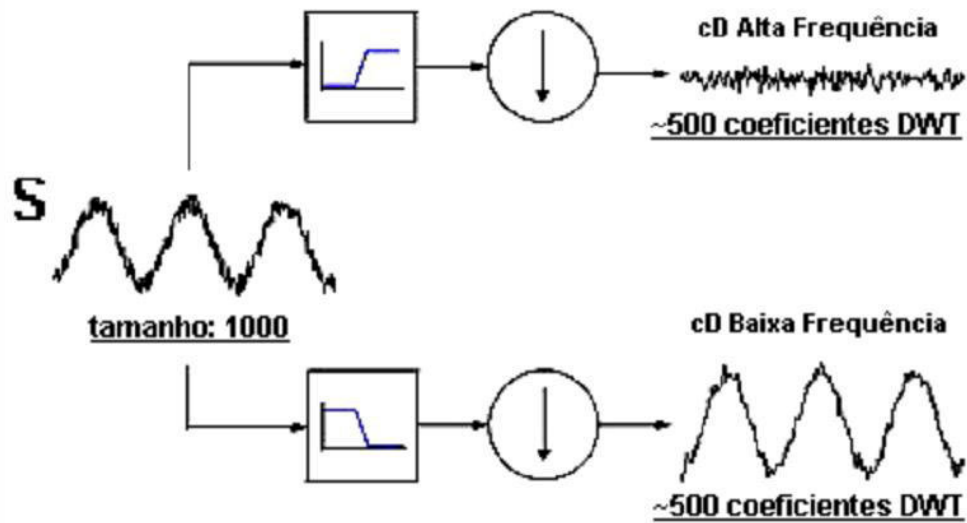 cD Alta Frequência
~500 coeficientes DWT
S
tamanho: 1000
cD Baixa Frequência
~500 coeficientes DWT